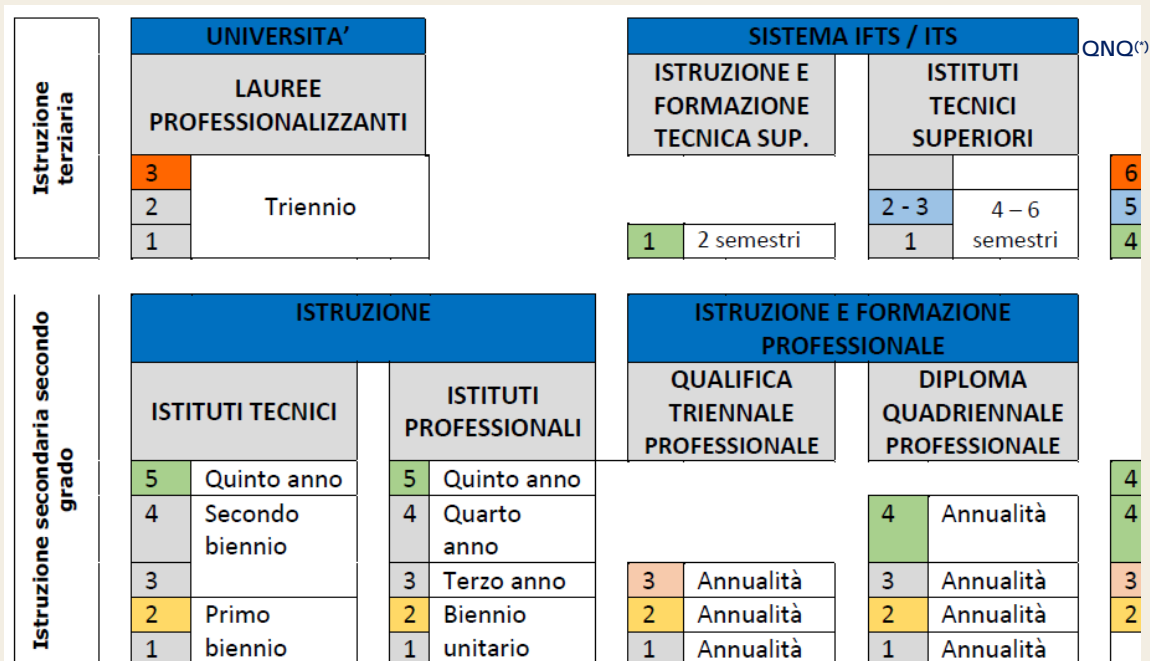 Istruzione
terziaria
UNIVERSITA’
LAUREE
PROFESSIONALIZZANTI
3
2 Triennio
1
SISTEMA IFTS / ITS
ISTRUZIONE E
FORMAZIONE
TECNICA SUP.
1 2 semestri
ISTITUTI
TECNICI
SUPERIORI
2 - 3 4 – 6
1 semestri
QNQ(*)
6
5
4
Istruzione secondaria secondo
grado
ISTRUZIONE
ISTITUTI TECNICI
5 Quinto anno
4 Secondo
biennio
3
2 Primo
1 biennio
ISTITUTI
PROFESSIONALI
5 Quinto anno
4 Quarto
anno
3 Terzo anno
2 Biennio
1 unitario
ISTRUZIONE E FORMAZIONE
PROFESSIONALE
QUALIFICA
TRIENNALE
PROFESSIONALE
3 Annualità
2 Annualità
1 Annualità
DIPLOMA
QUADRIENNALE
PROFESSIONALE
4 Annualità
3 Annualità
2 Annualità
1 Annualità
4
4
3
2